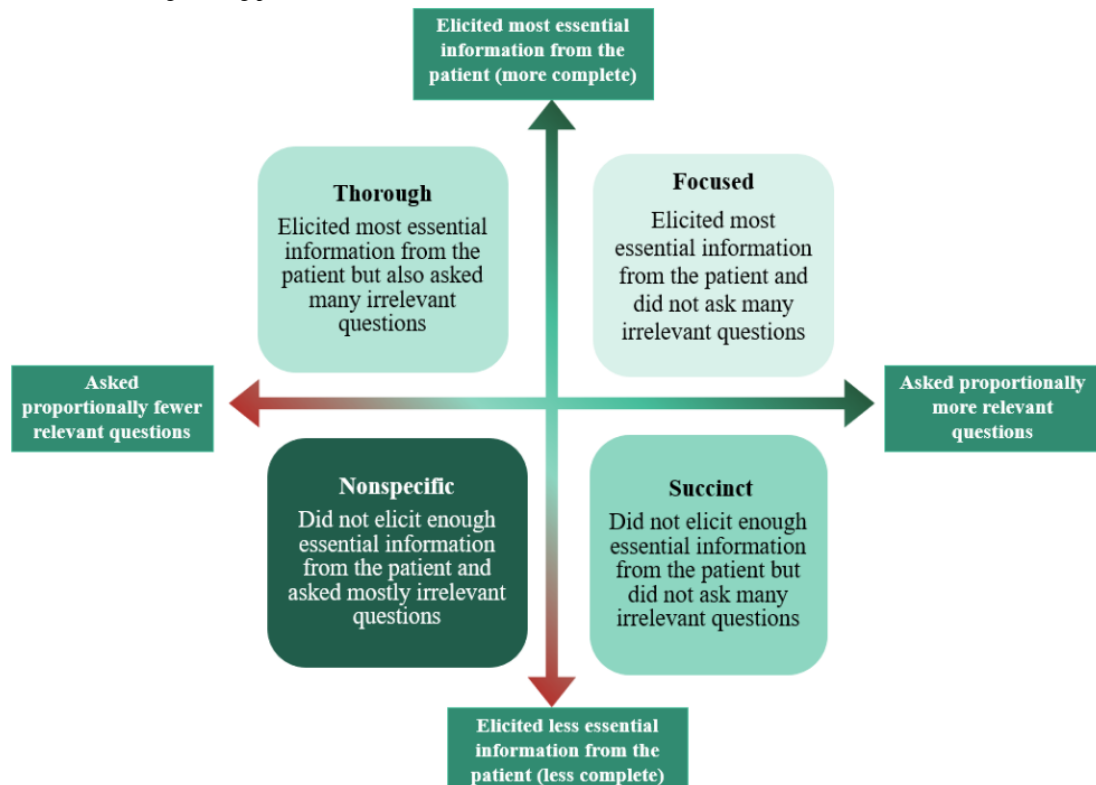 Elicited most essential
information from the
patient (more complete)
Thorough
Elicited most essential
information from the
patient but also asked
many irrelevant
questions
Focused
Elicited most
essential information
from the patient and
did not ask many
irrelevant questions
Asked
proportionally fewer
relevant questions
Asked proportionally
more relevant
questions
Nonspecific
Did not elicit enough
essential information
from the patient and
asked mostly irrelevant
questions
Succinct
Did not elicit enough
essential information
from the patient but
did not ask many
irrelevant questions
Elicited less essential
information from the
patient (less complete)